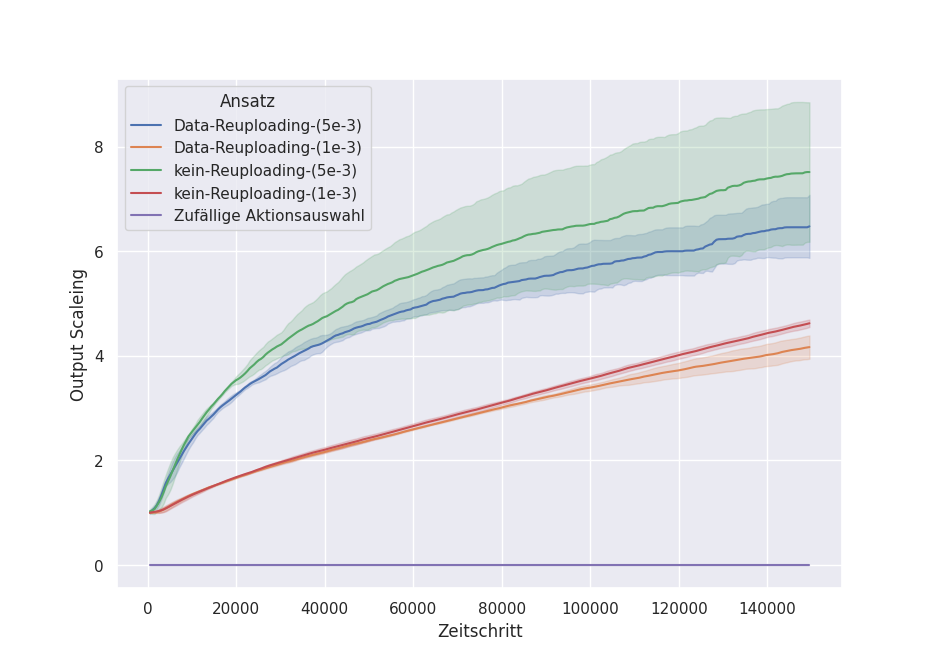 Ansatz
Data-Reuploading-(5e-3)
Data-Reuploading-(1e-3)
kein-Reuploading-(5e-3)
kein-Reuploading-(1e-3)
Zufällige Aktionsauswahl
Output Scaleing
8
6
4
2
0
0 20000 40000 60000 80000 100000 120000 140000
Zeitschritt